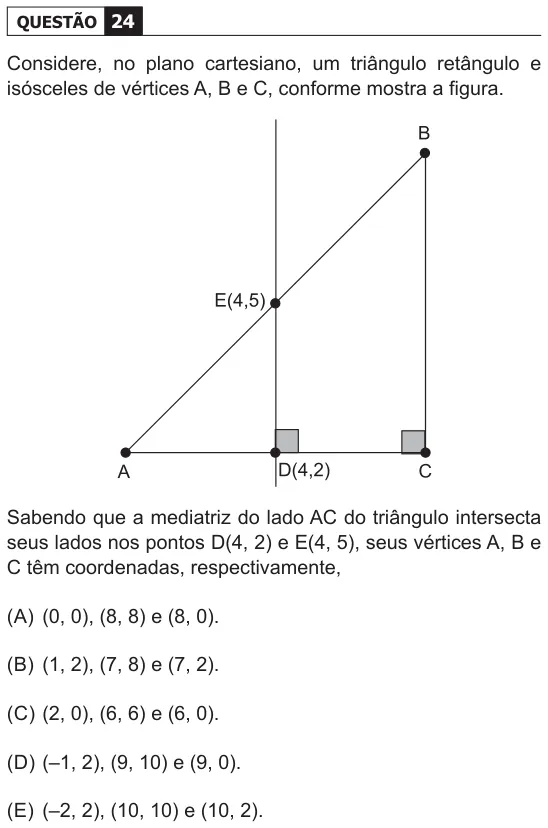 QUESTÃO 24
Considere, no plano cartesiano, um triângulo retângulo e
isósceles de vértices A, B e C, conforme mostra a figura.
B
E(4,5)
A
D(4,2)
C
Sabendo que a mediatriz do lado AC do triângulo intersecta
seus lados nos pontos D(4, 2) e E(4, 5), seus vértices A, B e
C têm coordenadas, respectivamente,
(A) (0, 0), (8, 8) e (8, 0).
(B) (1, 2), (7, 8) e (7, 2).
(C) (2, 0), (6, 6) e (6, 0).
(D) (–1, 2), (9, 10) e (9, 0).
(E) (–2, 2), (10, 10) e (10, 2).